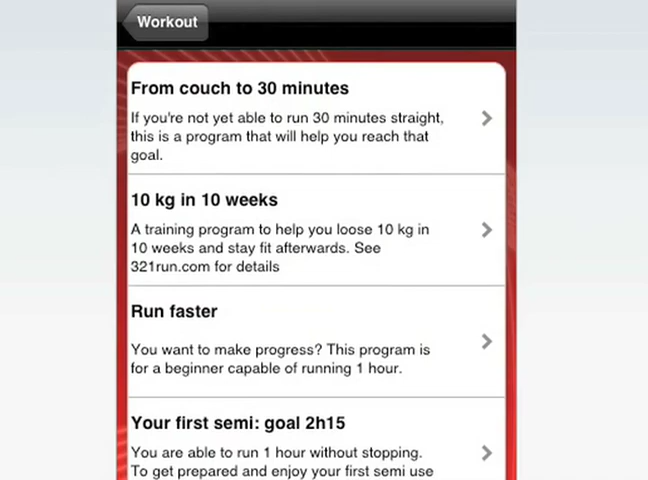 Workout
From couch to 30 minutes
If you're not yet able to run 30 minutes straight,
this is a program that will help you reach that
goal.
10 kg in 10 weeks
A training program to help you loose 10 kg in
10 weeks and stay fit afterwards. See
321run.com for details
Run faster
You want to make progress? This program is
for a beginner capable of running 1 hour.
Your first semi: goal 2h15
You are able to run 1 hour without stopping.
To get prepared and enjoy your first semi use